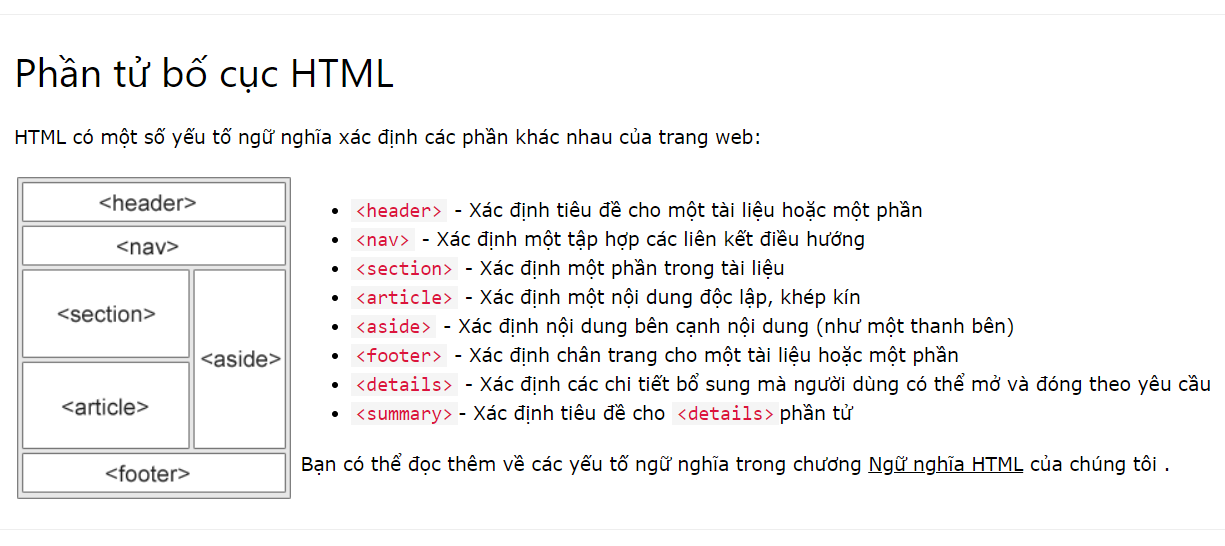 Phần tử bố cục HTML
HTML có một số yếu tố ngữ nghĩa xác định các phần khác nhau của trang web:
<header>
<nav>
<section>
<aside>
<article>
<footer>
<header> - Xác định tiêu đề cho một tài liệu hoặc một phần
<nav> - Xác định một tập hợp các liên kết điều hướng
<section> - Xác định một phần trong tài liệu
<article> - Xác định một nội dung độc lập, khép kín
<aside> - Xác định nội dung bên cạnh nội dung (như một thanh bên)
<footer> - Xác định chân trang cho một tài liệu hoặc một phần
<details> - Xác định các chi tiết bổ sung mà người dùng có thể mở và đóng theo yêu cầu
<summary> - Xác định tiêu đề cho <details> phần tử
Bạn có thể đọc thêm về các yếu tố ngữ nghĩa trong chương Ngữ nghĩa HTML của chúng tôi .